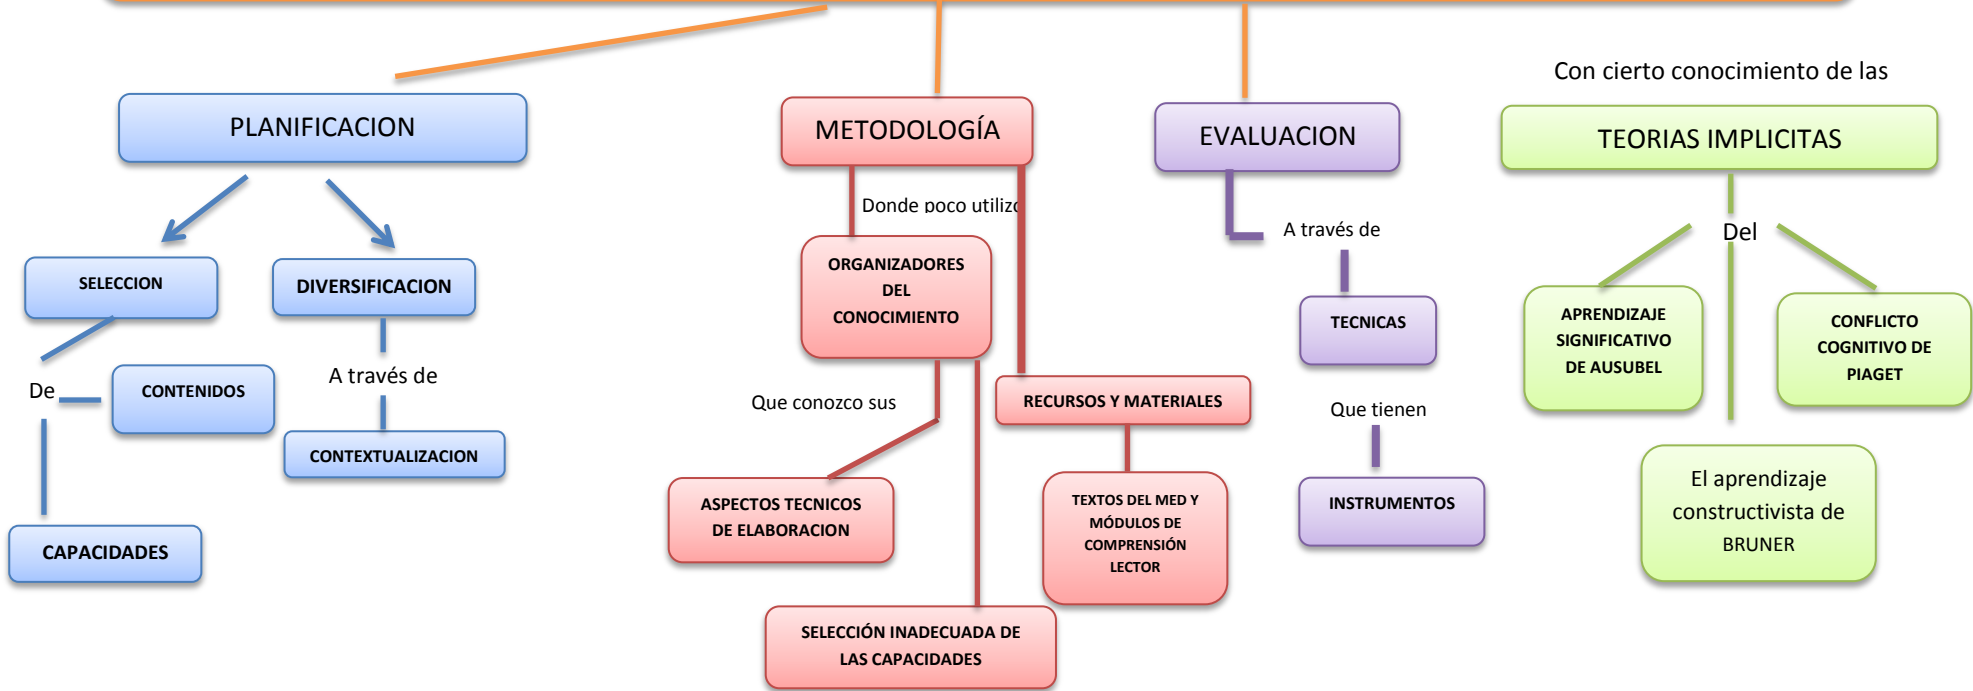 Con cierto conocimiento de las
PLANIFICACION
METODOLOGÍA
EVALUACION
TEORIAS IMPLICITAS
SELECCION
DIVERSIFICACION
De
CONTENIDOS
A través de
CAPACIDADES
CONTEXTUALIZACION
Donde poco utilizo
ORGANIZADORES
DEL
CONOCIMIENTO
Que conozco sus
RECURSOS Y MATERIALES
ASPECTOS TECNICOS
DE ELABORACION
TEXTOS DEL MED Y
MÓDULOS DE
COMPRENSIÓN
LECTOR
SELECCIÓN INADECUADA DE
LAS CAPACIDADES
A través de
TECNICAS
Que tienen
INSTRUMENTOS
Del
APRENDIZAJE
SIGNIFICATIVO
DE AUSUBEL
CONFLICTO
COGNITIVO DE
PIAGET
El aprendizaje
constructivista de
BRUNER